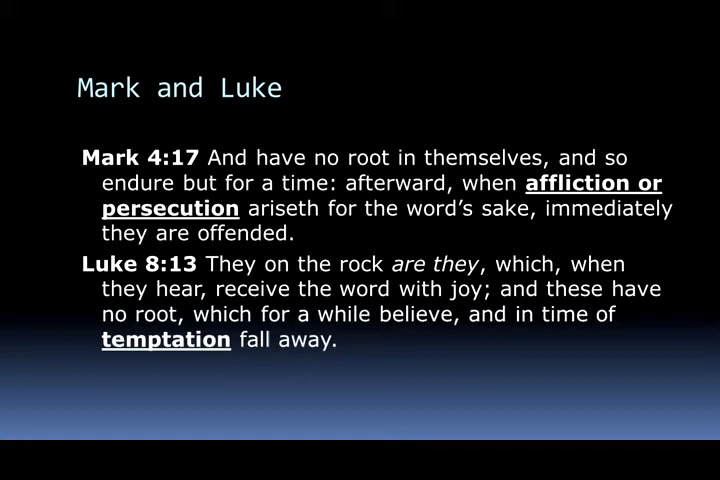 Mark and Luke
Mark 4:17 And have no root in themselves, and so
endure but for a time: afterward, when affliction or
persecution ariseth for the word’s sake, immediately
they are offended.
Luke 8:13 They on the rock are they, which, when
they hear, receive the word with joy; and these have
no root, which for a while believe, and in time of
temptation fall away.